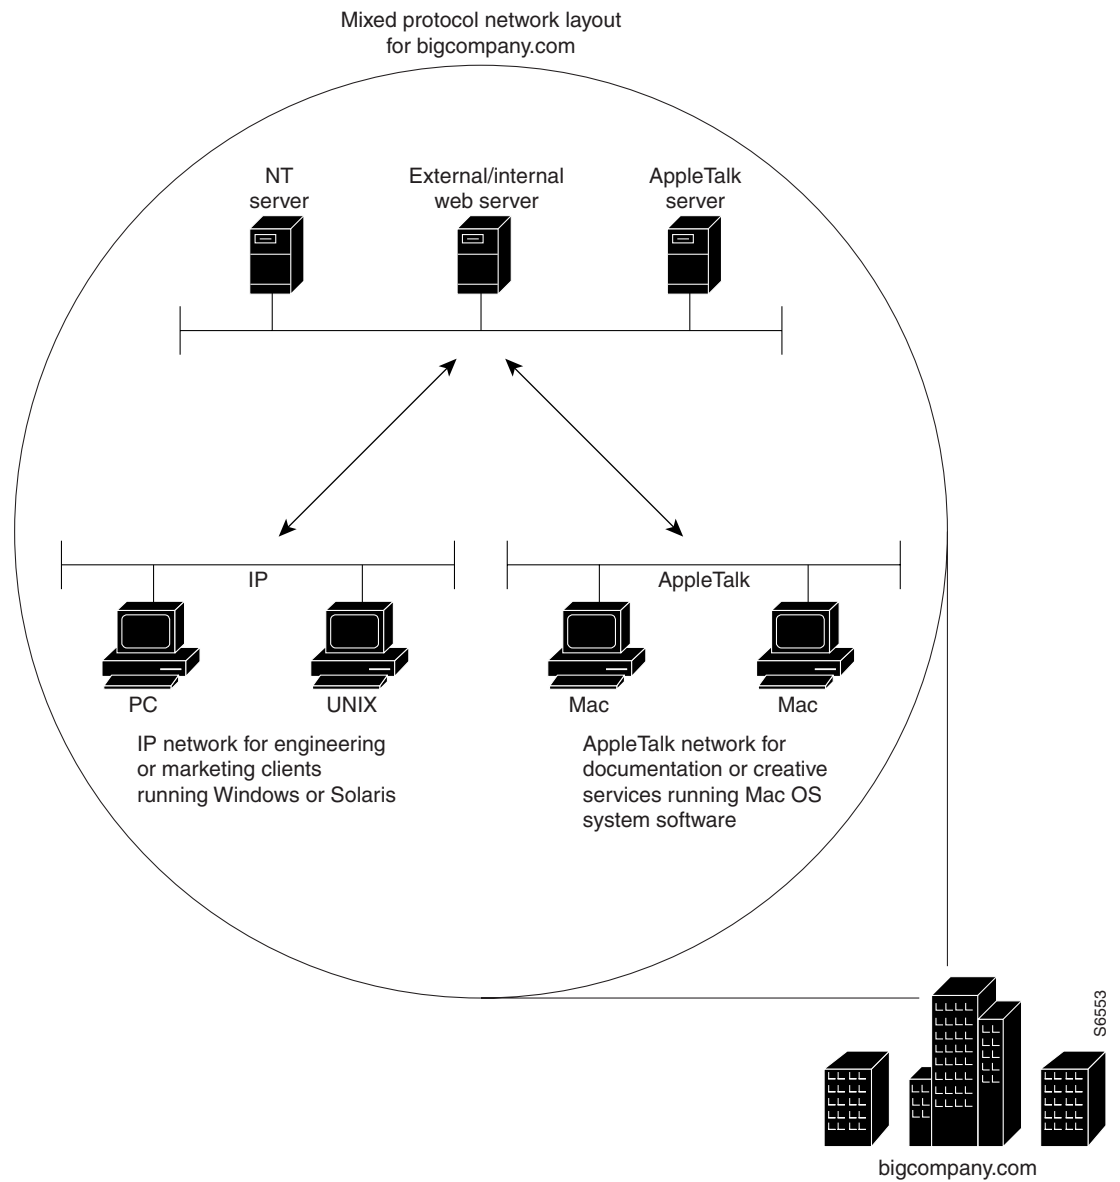 Mixed protocol network layout
for bigcompany.com
NT
server
External/internal
web server
AppleTalk
server
IP
AppleTalk
PC
UNIX
Mac
Mac
IP network for engineering
or marketing clients
running Windows or Solaris
AppleTalk network for
documentation or creative
services running Mac OS
system software
S6553
bigcompany.com